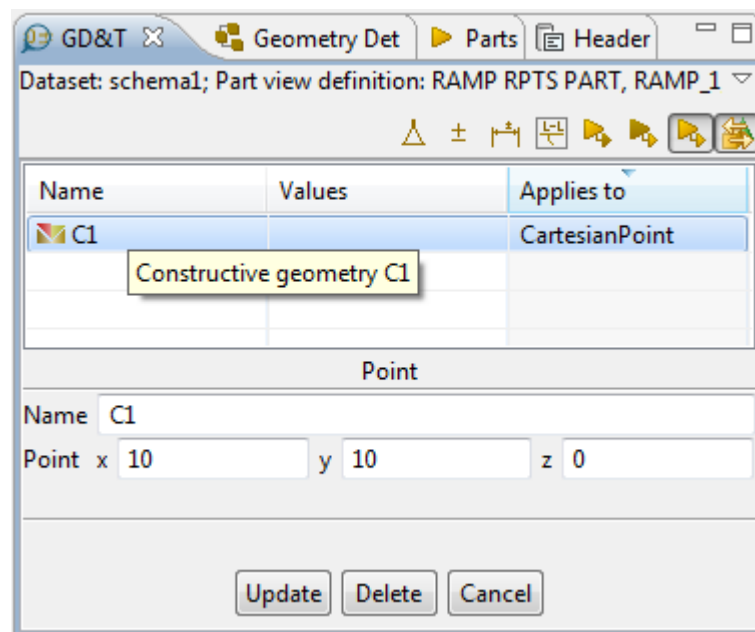 GD&T Geometry Det Parts Header
Dataset: schema1; Part view definition: RAMP RPTS PART, RAMP_1
Name Values Applies to
C1 CartesianPoint
Constructive geometry C1
Point
Name C1
Point x 10 y 10 z 0
Update Delete Cancel